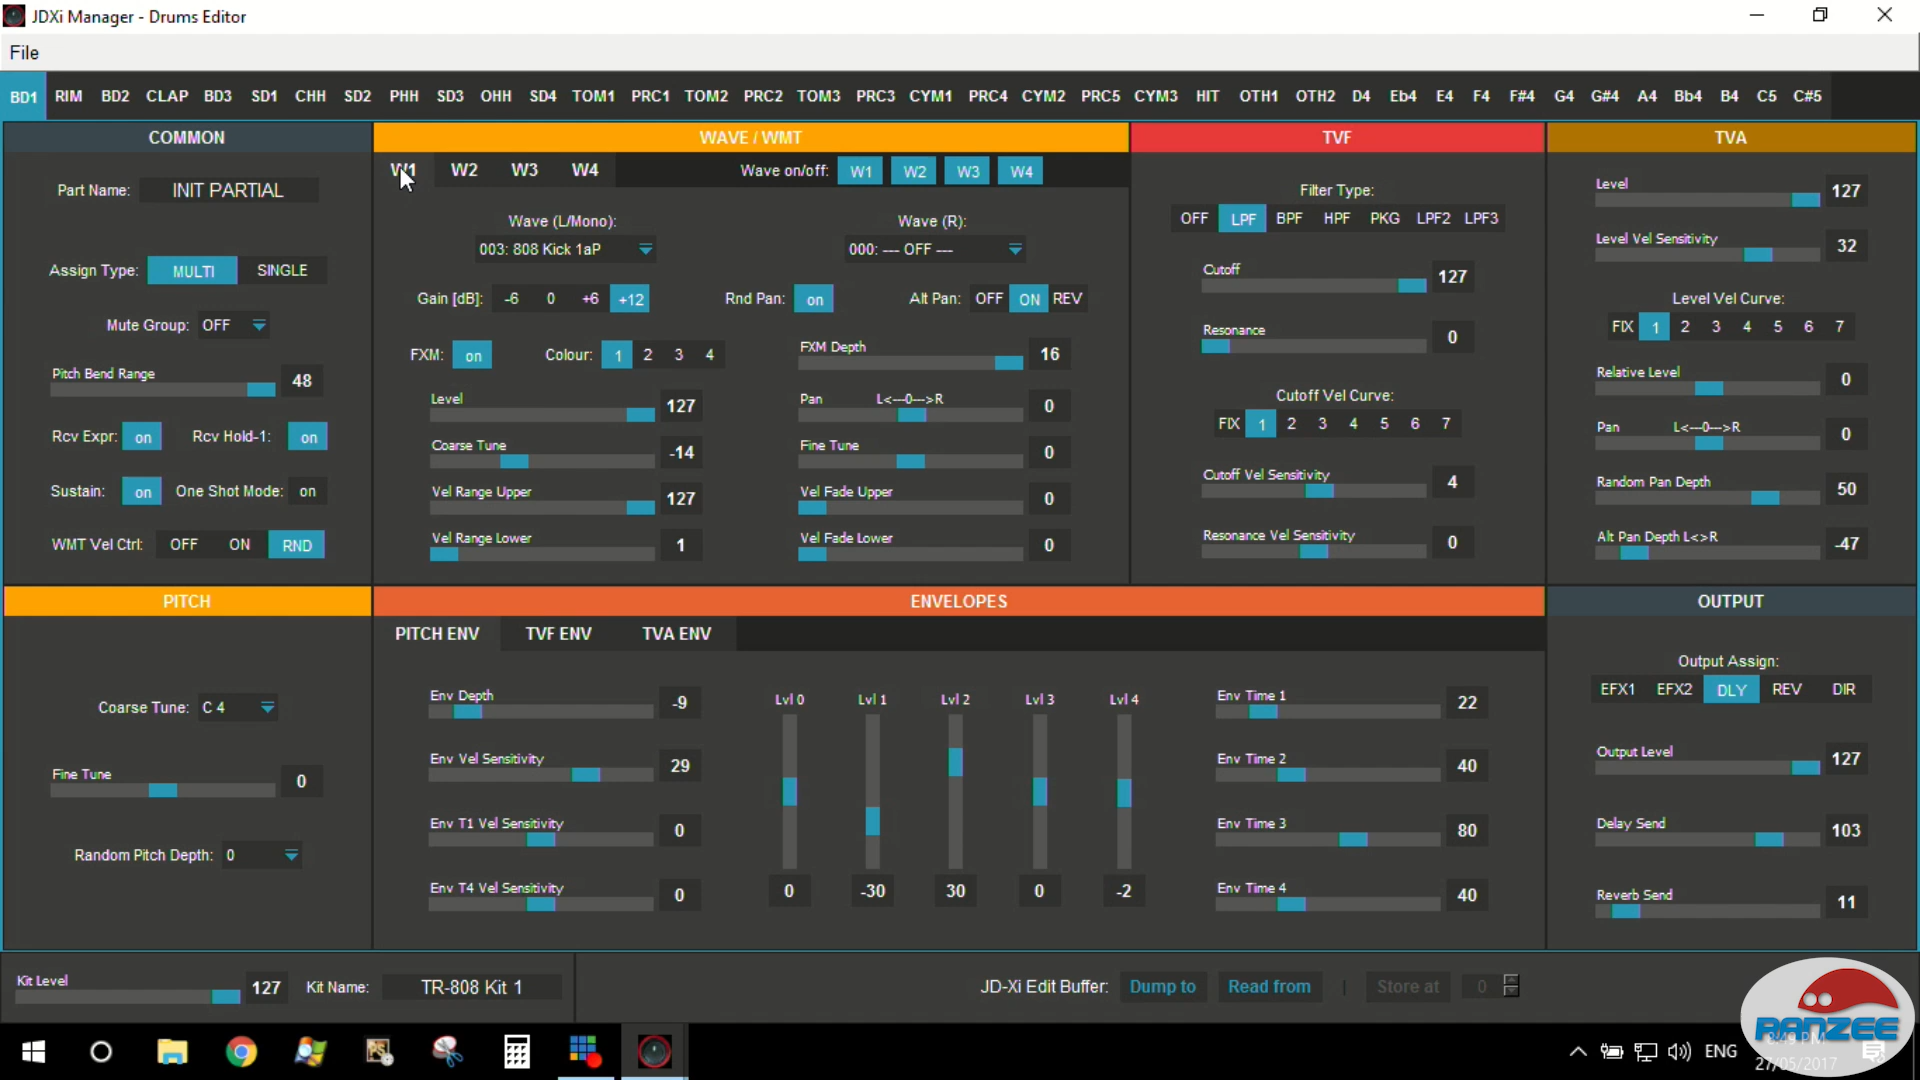 JDXi Manager - Drums Editor
File
BD1 RIM BD2 CLAP BD3 SD1 CHH SD2 PHH SD3 OHH SD4 TOM1 PRC1 TOM2 PRC2 TOM3 PRC3 CYM1 PRC4 CYM2 PRC5 CYM3 HIT OTH1 OTH2 D4 Eb4 E4 F4 F#4 G4 G#4 A4 Bb4 B4 C5 C#5
COMMON
Part Name: INIT PARTIAL
Assign Type: MULTI SINGLE
Mute Group: OFF
Pitch Bend Range 48
Rcv Expr: on Rcv Hold-1: on
Sustain: on One Shot Mode: on
WMT Vel Ctrl: OFF ON RND
WAVE / WMT
W1 W2 W3 W4 Wave on/off: W1 W2 W3 W4
Wave (L/Mono): Wave (R):
003: 808 Kick 1aP 000: --- OFF ---
Gain [dB]: -6 0 +6 +12 Rnd Pan: on Alt Pan: OFF ON REV
FXM: on Colour: 1 2 3 4 FXM Depth 16
Level 127 Pan L<---0--->R 0
Coarse Tune -14 Fine Tune 0
Vel Range Upper 127 Vel Fade Upper 0
Vel Range Lower 1 Vel Fade Lower 0
TVF
Filter Type:
OFF LPF BPF HPF PKG LPF2 LPF3
Cutoff 127
Resonance 0
Cutoff Vel Curve:
FIX 1 2 3 4 5 6 7
Cutoff Vel Sensitivity 4
Resonance Vel Sensitivity 0
TVA
Level 127
Level Vel Sensitivity 32
Level Vel Curve:
FIX 1 2 3 4 5 6 7
Relative Level 0
Pan L<---0--->R 0
Random Pan Depth 50
Alt Pan Depth L<>R -47
PITCH
Coarse Tune: C 4
Fine Tune 0
Random Pitch Depth: 0
ENVELOPES
PITCH ENV TVF ENV TVA ENV
Env Depth -9
Env Vel Sensitivity 29
Env T1 Vel Sensitivity 0
Env T4 Vel Sensitivity 0
Lvl 0 Lvl 1 Lvl 2 Lvl 3 Lvl 4
0 -30 30 0 -2
Env Time 1 22
Env Time 2 40
Env Time 3 80
Env Time 4 40
OUTPUT
Output Assign:
EFX1 EFX2 DLY REV DIR
Output Level 127
Delay Send 103
Reverb Send 11
Kit Level 127 Kit Name: TR-808 Kit 1
JD-Xi Edit Buffer: Dump to Read from | Store at 0
RANZEE
PS
ENG
27/05/2017